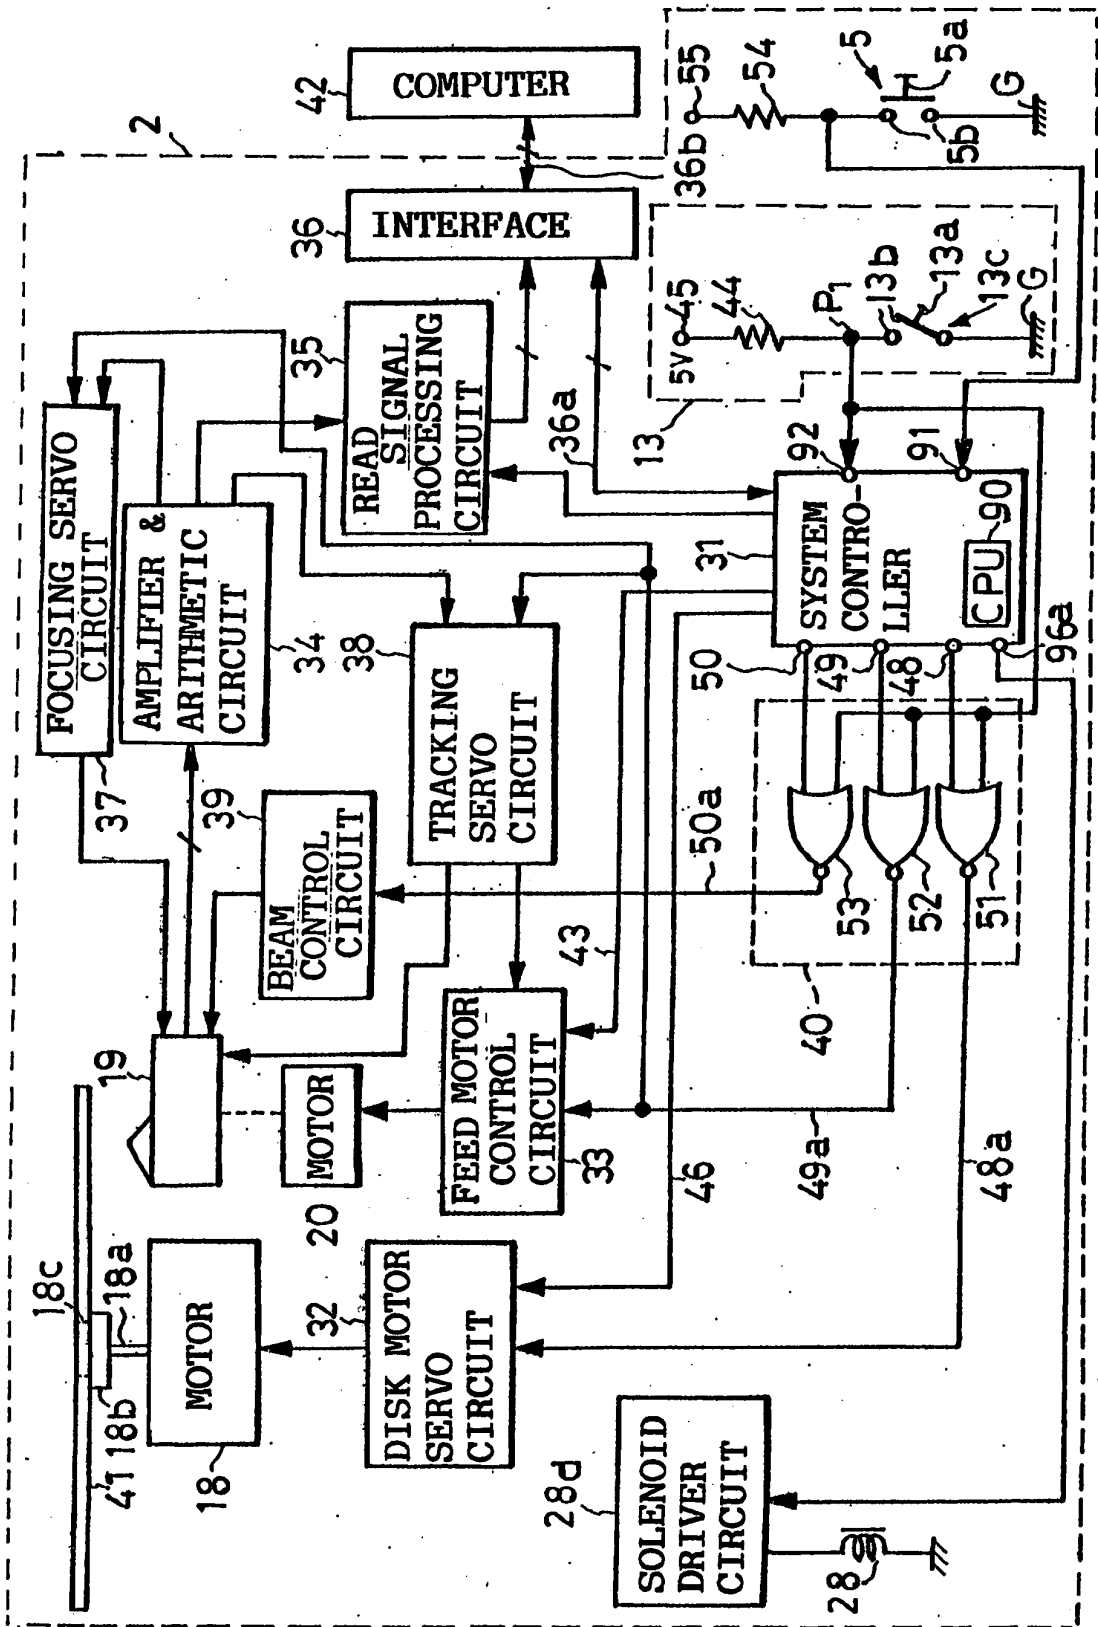 41
18c
18b
18a
18
MOTOR
19
20
MOTOR
37
FOCUSING SERVO
CIRCUIT
AMPLIFIER &
ARITHMETIC
CIRCUIT
34
39
BEAM
CONTROL
CIRCUIT
38
TRACKING
SERVO
CIRCUIT
35
READ
SIGNAL
PROCESSING
CIRCUIT
36
INTERFACE
36a
36b
42
COMPUTER
2
32
DISK MOTOR
SERVO
CIRCUIT
33
FEED MOTOR
CONTROL
CIRCUIT
43
46
49a
48a
50a
28d
SOLENOID
DRIVER
CIRCUIT
28
40
53
52
51
50
49
48
96a
31
SYSTEM
CONTRO-
LLER
CPU
90
92
91
13
5V
45
44
P1
13b
13a
13c
G
55
54
5
5a
5b
G